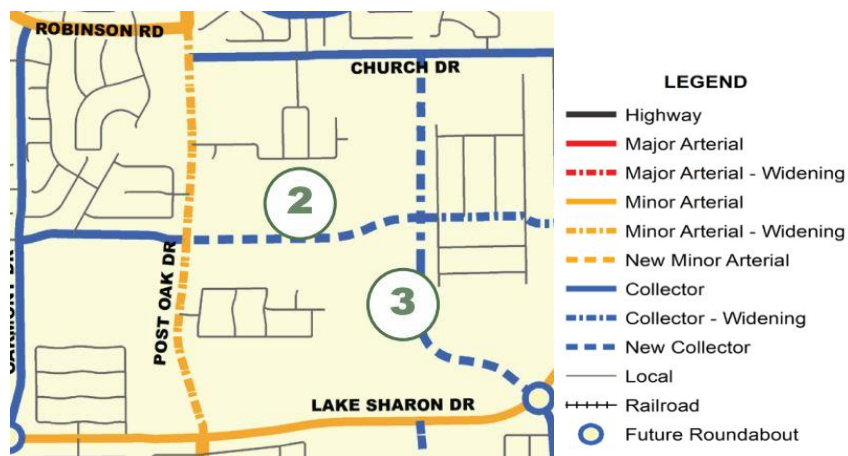 ROBINSON RD
CHURCH DR
2
POST OAK DR
3
LAKE SHARON DR
LEGEND
Highway
Major Arterial
Major Arterial - Widening
Minor Arterial
Minor Arterial - Widening
New Minor Arterial
Collector
Collector - Widening
New Collector
Local
Railroad
Future Roundabout